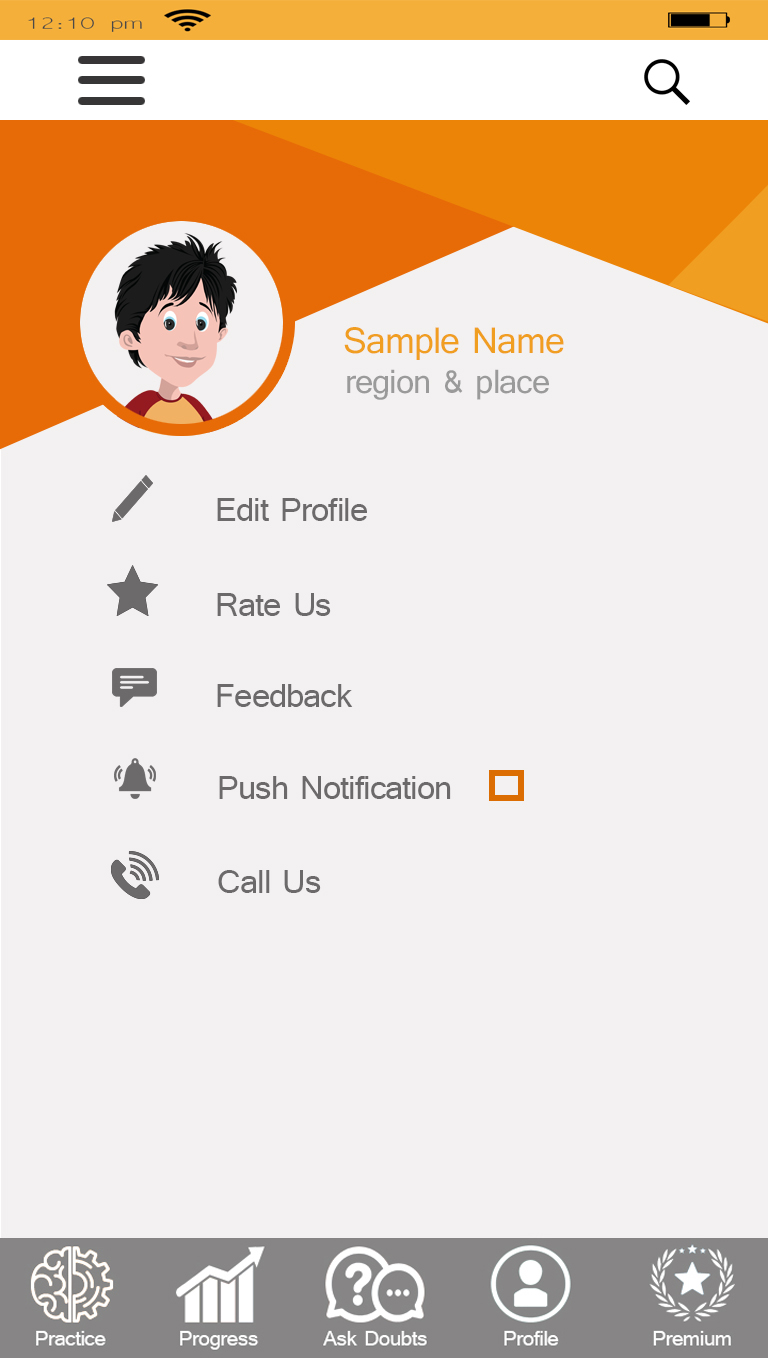 12:10 pm
Sample Name
region & place
Edit Profile
Rate Us
Feedback
Push Notification
Call Us
Practice Progress Ask Doubts Profile Premium